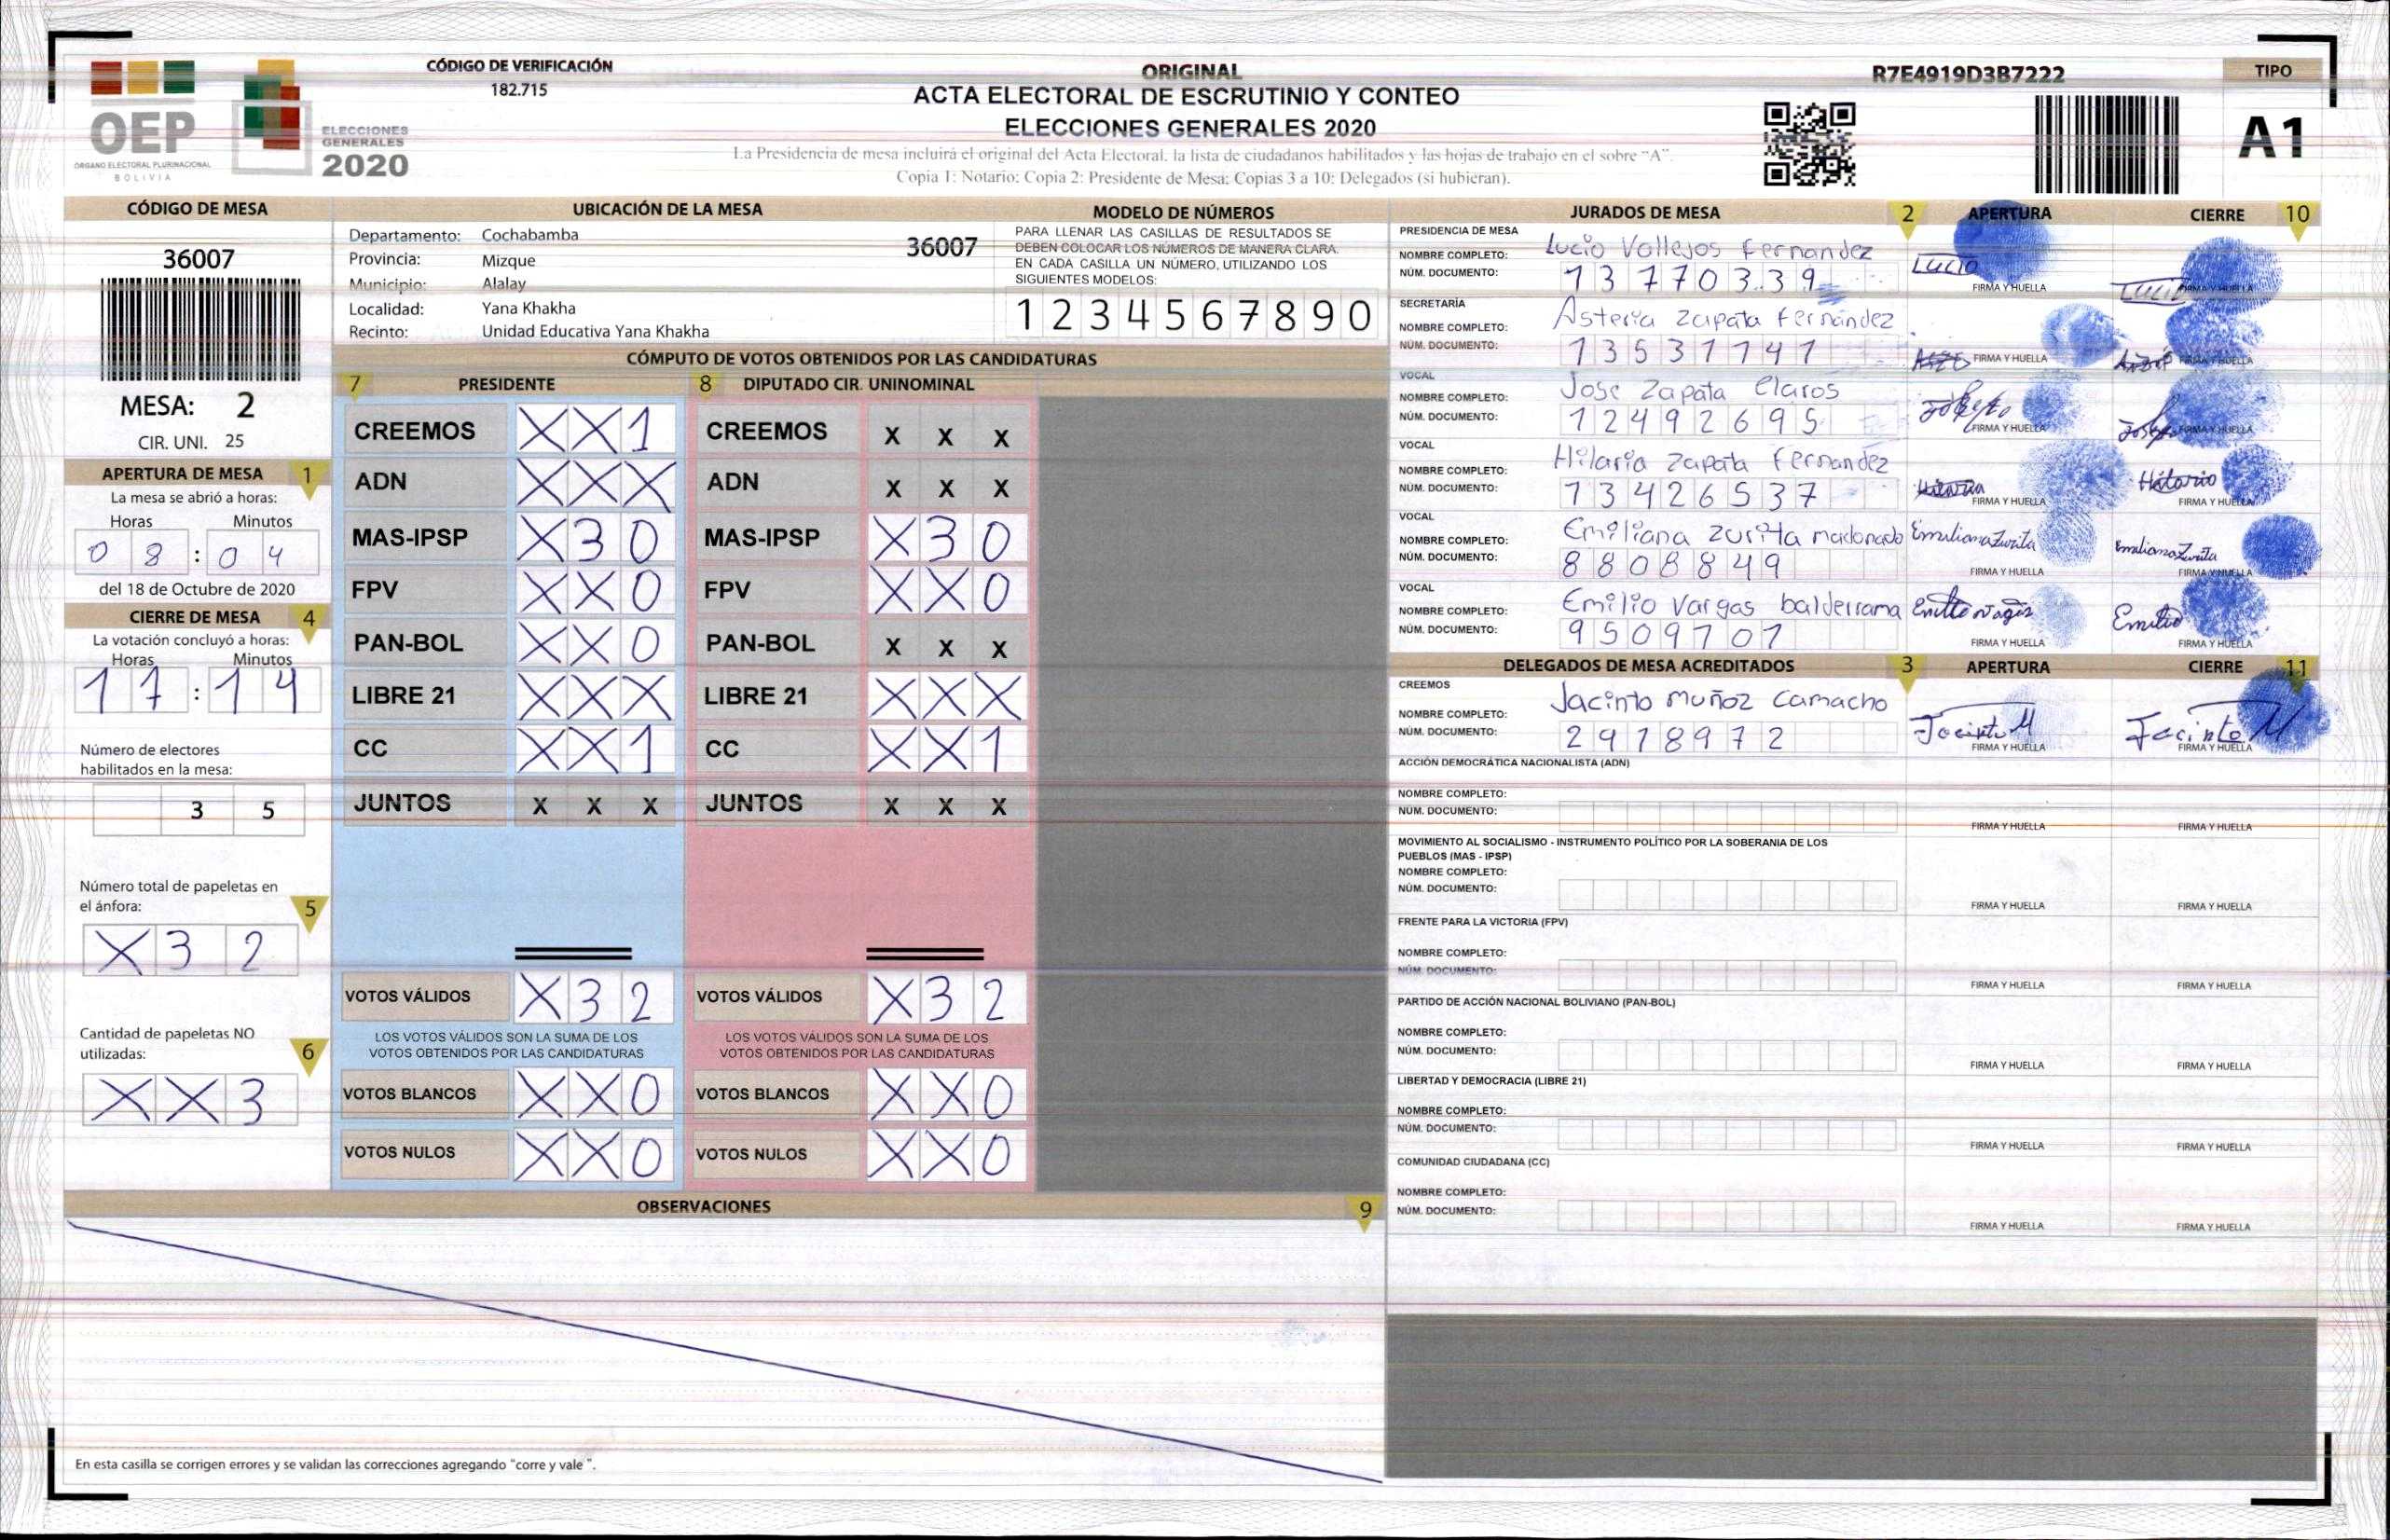 CÓDIGO DE VERIFICACIÓN
182.715
ORIGINAL
ACTA ELECTORAL DE ESCRUTINIO Y CONTEO
ELECCIONES GENERALES 2020
La Presidencia de mesa incluirá el original del Acta Electoral, la lista de ciudadanos habilitados y las hojas de trabajo en el sobre "A".
Copia 1: Notario; Copia 2: Presidente de Mesa; Copias 3 a 10: Delegados (si hubieran).
R7E4919D3B7222
TIPO
A1
OEP
ÓRGANO ELECTORAL PLURINACIONAL
BOLIVIA
ELECCIONES
GENERALES
2020
CÓDIGO DE MESA
36007
MESA: 2
CIR. UNI. 25
APERTURA DE MESA 1
La mesa se abrió a horas:
Horas Minutos
0 8 : 0 4
del 18 de Octubre de 2020
CIERRE DE MESA 4
La votación concluyó a horas:
Horas Minutos
1 7 : 1 4
Número de electores
habilitados en la mesa:
3 5
Número total de papeletas en
el ánfora: 5
X 3 2
Cantidad de papeletas NO
utilizadas: 6
X X 3
UBICACIÓN DE LA MESA
Departamento: Cochabamba
36007
Provincia: Mizque
Municipio: Alalay
Localidad: Yana Khakha
Recinto: Unidad Educativa Yana Khakha
MODELO DE NÚMEROS
PARA LLENAR LAS CASILLAS DE RESULTADOS SE
DEBEN COLOCAR LOS NÚMEROS DE MANERA CLARA.
EN CADA CASILLA UN NÚMERO, UTILIZANDO LOS
SIGUIENTES MODELOS:
1 2 3 4 5 6 7 8 9 0
CÓMPUTO DE VOTOS OBTENIDOS POR LAS CANDIDATURAS
7 PRESIDENTE 8 DIPUTADO CIR. UNINOMINAL
CREEMOS X X 1 CREEMOS X X X
ADN X X X ADN X X X
MAS-IPSP X 3 0 MAS-IPSP X 3 0
FPV X X 0 FPV X X 0
PAN-BOL X X 0 PAN-BOL X X X
LIBRE 21 X X X LIBRE 21 X X X
CC X X 1 CC X X 1
JUNTOS X X X JUNTOS X X X
VOTOS VÁLIDOS X 3 2 VOTOS VÁLIDOS X 3 2
LOS VOTOS VÁLIDOS SON LA SUMA DE LOS
VOTOS OBTENIDOS POR LAS CANDIDATURAS
LOS VOTOS VÁLIDOS SON LA SUMA DE LOS
VOTOS OBTENIDOS POR LAS CANDIDATURAS
VOTOS BLANCOS X X 0 VOTOS BLANCOS X X 0
VOTOS NULOS X X 0 VOTOS NULOS X X 0
OBSERVACIONES 9
En esta casilla se corrigen errores y se validan las correcciones agregando "corre y vale ".
JURADOS DE MESA 2 APERTURA CIERRE 10
PRESIDENCIA DE MESA
NOMBRE COMPLETO: Lucio Vallejos Fernandez
NÚM. DOCUMENTO: 13770339
Lucio FIRMA Y HUELLA Lucio FIRMA Y HUELLA
SECRETARÍA
NOMBRE COMPLETO: Asteria Zapata Fernández
NÚM. DOCUMENTO: 13531741
FIRMA Y HUELLA FIRMA Y HUELLA
VOCAL
NOMBRE COMPLETO: Jose Zapata Claros
NÚM. DOCUMENTO: 12492695
FIRMA Y HUELLA FIRMA Y HUELLA
VOCAL
NOMBRE COMPLETO: Hilaria Zapata Fernandez
NÚM. DOCUMENTO: 13426537
FIRMA Y HUELLA FIRMA Y HUELLA
VOCAL
NOMBRE COMPLETO: Emiliana Zurita maldonado
NÚM. DOCUMENTO: 8808849
Emiliana Zurita FIRMA Y HUELLA Emiliana Zurita FIRMA Y HUELLA
VOCAL
NOMBRE COMPLETO: Emilio Vargas balderrama
NÚM. DOCUMENTO: 9509701
FIRMA Y HUELLA Emilio FIRMA Y HUELLA
DELEGADOS DE MESA ACREDITADOS 3 APERTURA CIERRE 11
CREEMOS
NOMBRE COMPLETO: Jacinto muñoz Camacho
NÚM. DOCUMENTO: 2918972
Jacinto M FIRMA Y HUELLA Jacinto M FIRMA Y HUELLA
ACCIÓN DEMOCRÁTICA NACIONALISTA (ADN)
NOMBRE COMPLETO:
NÚM. DOCUMENTO:
FIRMA Y HUELLA FIRMA Y HUELLA
MOVIMIENTO AL SOCIALISMO - INSTRUMENTO POLÍTICO POR LA SOBERANIA DE LOS
PUEBLOS (MAS - IPSP)
NOMBRE COMPLETO:
NÚM. DOCUMENTO:
FIRMA Y HUELLA FIRMA Y HUELLA
FRENTE PARA LA VICTORIA (FPV)
NOMBRE COMPLETO:
NÚM. DOCUMENTO:
FIRMA Y HUELLA FIRMA Y HUELLA
PARTIDO DE ACCIÓN NACIONAL BOLIVIANO (PAN-BOL)
NOMBRE COMPLETO:
NÚM. DOCUMENTO:
FIRMA Y HUELLA FIRMA Y HUELLA
LIBERTAD Y DEMOCRACIA (LIBRE 21)
NOMBRE COMPLETO:
NÚM. DOCUMENTO:
FIRMA Y HUELLA FIRMA Y HUELLA
COMUNIDAD CIUDADANA (CC)
NOMBRE COMPLETO:
NÚM. DOCUMENTO:
FIRMA Y HUELLA FIRMA Y HUELLA